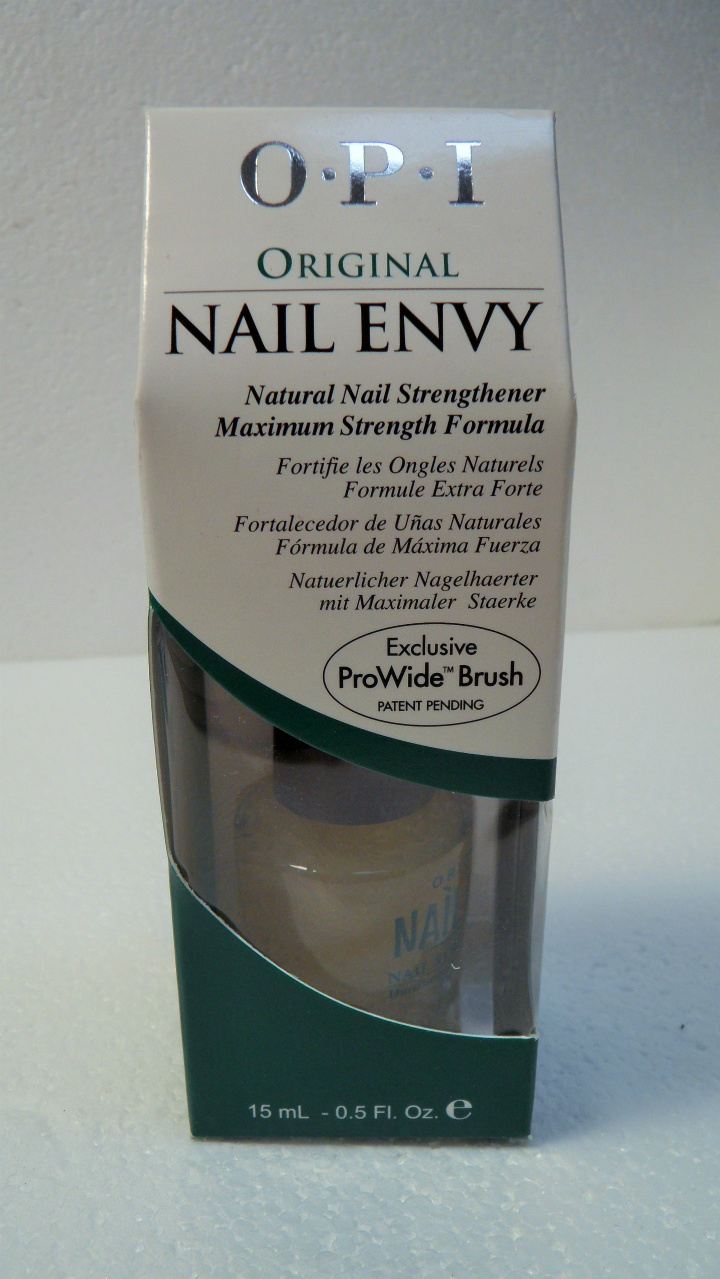 O·P·I
ORIGINAL
NAIL ENVY
Natural Nail Strengthener
Maximum Strength Formula
Fortifie les Ongles Naturels
Formule Extra Forte
Fortalecedor de Uñas Naturales
Fórmula de Máxima Fuerza
Natuerlicher Nagelhaerter
mit Maximaler Staerke
Exclusive
ProWide™ Brush
PATENT PENDING
NAIL
15 mL - 0.5 Fl. Oz. e